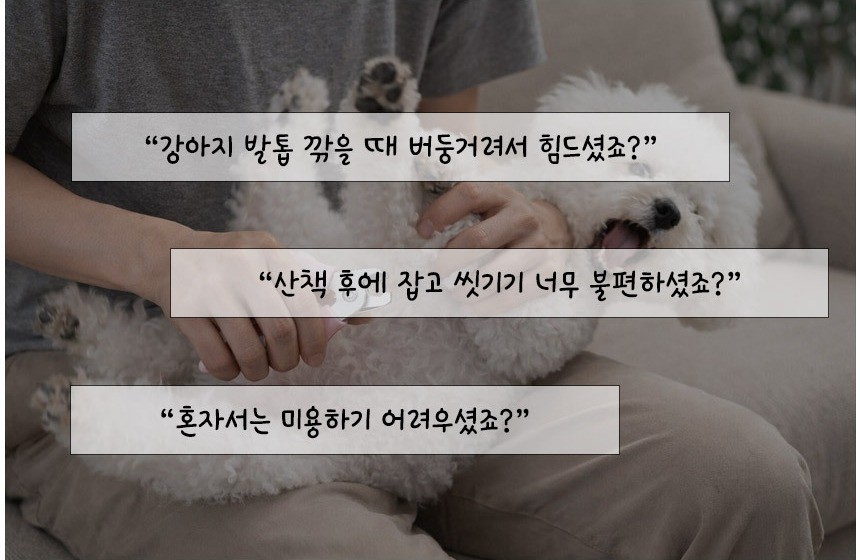 “강아지 발톱 깎을 때 버둥거려서 힘드셨죠?”
“산책 후에 잡고 씻기기 너무 불편하셨죠?”
“혼자서는 미용하기 어려우셨죠?”